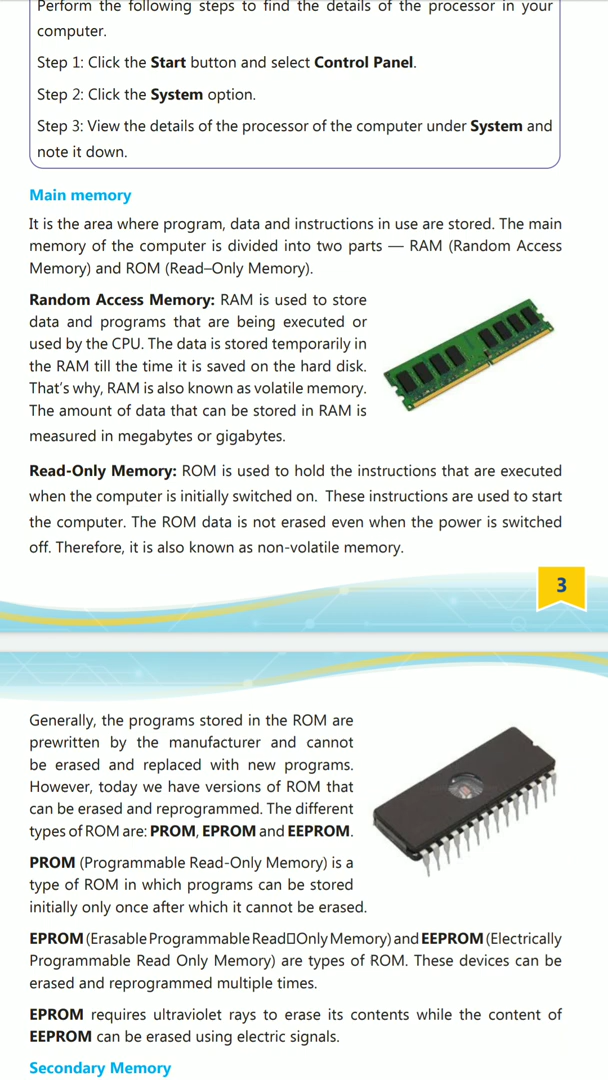 Perform the following steps to find the details of the processor in your
computer.
Step 1: Click the Start button and select Control Panel.
Step 2: Click the System option.
Step 3: View the details of the processor of the computer under System and
note it down.
Main memory
It is the area where program, data and instructions in use are stored. The main
memory of the computer is divided into two parts — RAM (Random Access
Memory) and ROM (Read–Only Memory).
Random Access Memory: RAM is used to store
data and programs that are being executed or
used by the CPU. The data is stored temporarily in
the RAM till the time it is saved on the hard disk.
That’s why, RAM is also known as volatile memory.
The amount of data that can be stored in RAM is
measured in megabytes or gigabytes.
Read-Only Memory: ROM is used to hold the instructions that are executed
when the computer is initially switched on. These instructions are used to start
the computer. The ROM data is not erased even when the power is switched
off. Therefore, it is also known as non-volatile memory.
3
Generally, the programs stored in the ROM are
prewritten by the manufacturer and cannot
be erased and replaced with new programs.
However, today we have versions of ROM that
can be erased and reprogrammed. The different
types of ROM are: PROM, EPROM and EEPROM.
PROM (Programmable Read-Only Memory) is a
type of ROM in which programs can be stored
initially only once after which it cannot be erased.
EPROM (Erasable Programmable Read▯Only Memory) and EEPROM (Electrically
Programmable Read Only Memory) are types of ROM. These devices can be
erased and reprogrammed multiple times.
EPROM requires ultraviolet rays to erase its contents while the content of
EEPROM can be erased using electric signals.
Secondary Memory